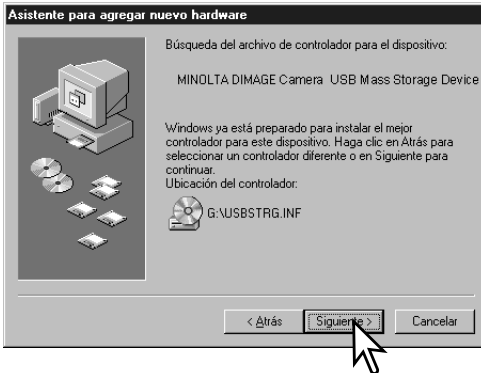 Asistente para agregar nuevo hardware
Búsqueda del archivo de controlador para el dispositivo:
MINOLTA DIMAGE Camera USB Mass Storage Device
Windows ya está preparado para instalar el mejor
controlador para este dispositivo. Haga clic en Atrás para
seleccionar un controlador diferente o en Siguiente para
continuar.
Ubicación del controlador:
G:\USBSTRG.INF
< Atrás Siguiente > Cancelar